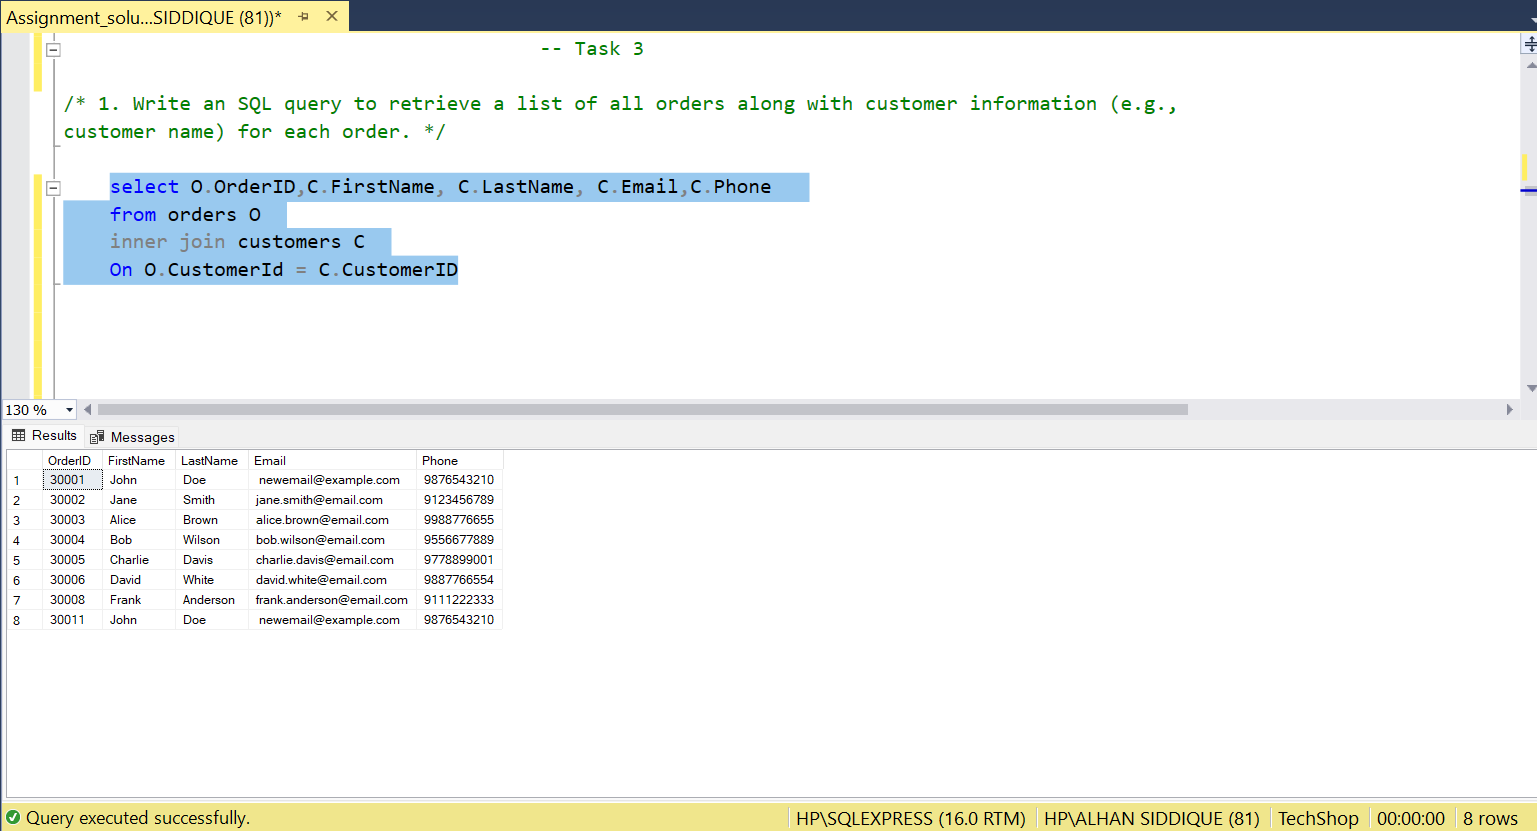 Assignment_solu...SIDDIQUE (81))*
-- Task 3
/* 1. Write an SQL query to retrieve a list of all orders along with customer information (e.g.,
customer name) for each order. */
select O.OrderID,C.FirstName, C.LastName, C.Email,C.Phone
from orders O
inner join customers C
On O.CustomerId = C.CustomerID
130 %
Results Messages
OrderID FirstName LastName Email Phone
1 30001 John Doe newemail@example.com 9876543210
2 30002 Jane Smith jane.smith@email.com 9123456789
3 30003 Alice Brown alice.brown@email.com 9988776655
4 30004 Bob Wilson bob.wilson@email.com 9556677889
5 30005 Charlie Davis charlie.davis@email.com 9778899001
6 30006 David White david.white@email.com 9887766554
7 30008 Frank Anderson frank.anderson@email.com 9111222333
8 30011 John Doe newemail@example.com 9876543210
Query executed successfully. HP\SQLEXPRESS (16.0 RTM) HP\ALHAN SIDDIQUE (81) TechShop 00:00:00 8 rows